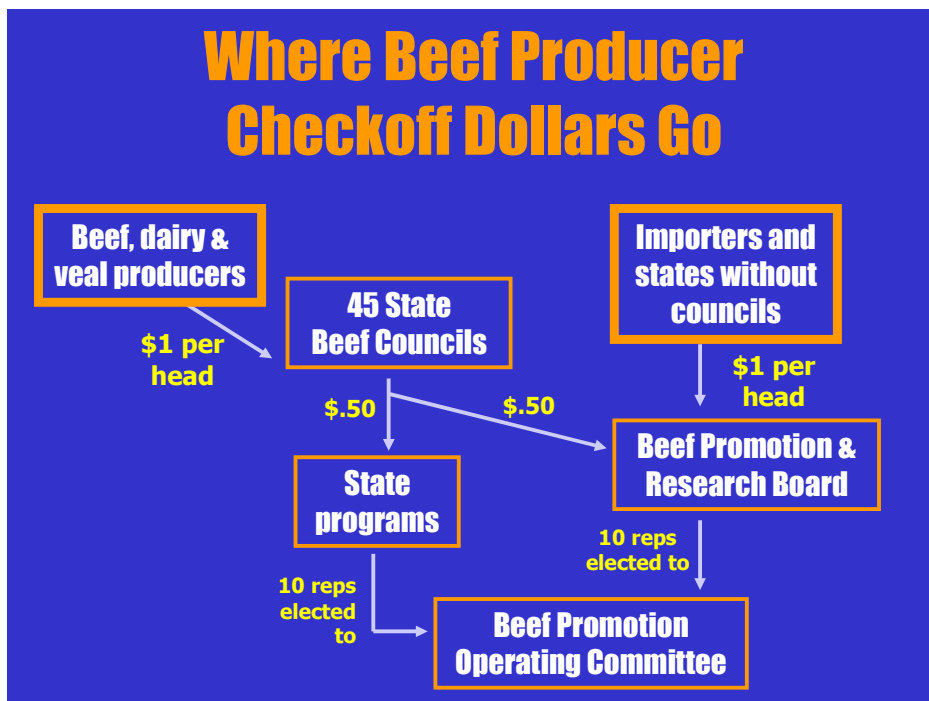 Where Beef Producer
Checkoff Dollars Go
Beef, dairy &
veal producers
Importers and
states without
councils
45 State
Beef Councils
$1 per
head
$1 per
head
$.50
$.50
Beef Promotion &
Research Board
State
programs
10 reps
elected to
10 reps
elected
to
Beef Promotion
Operating Committee